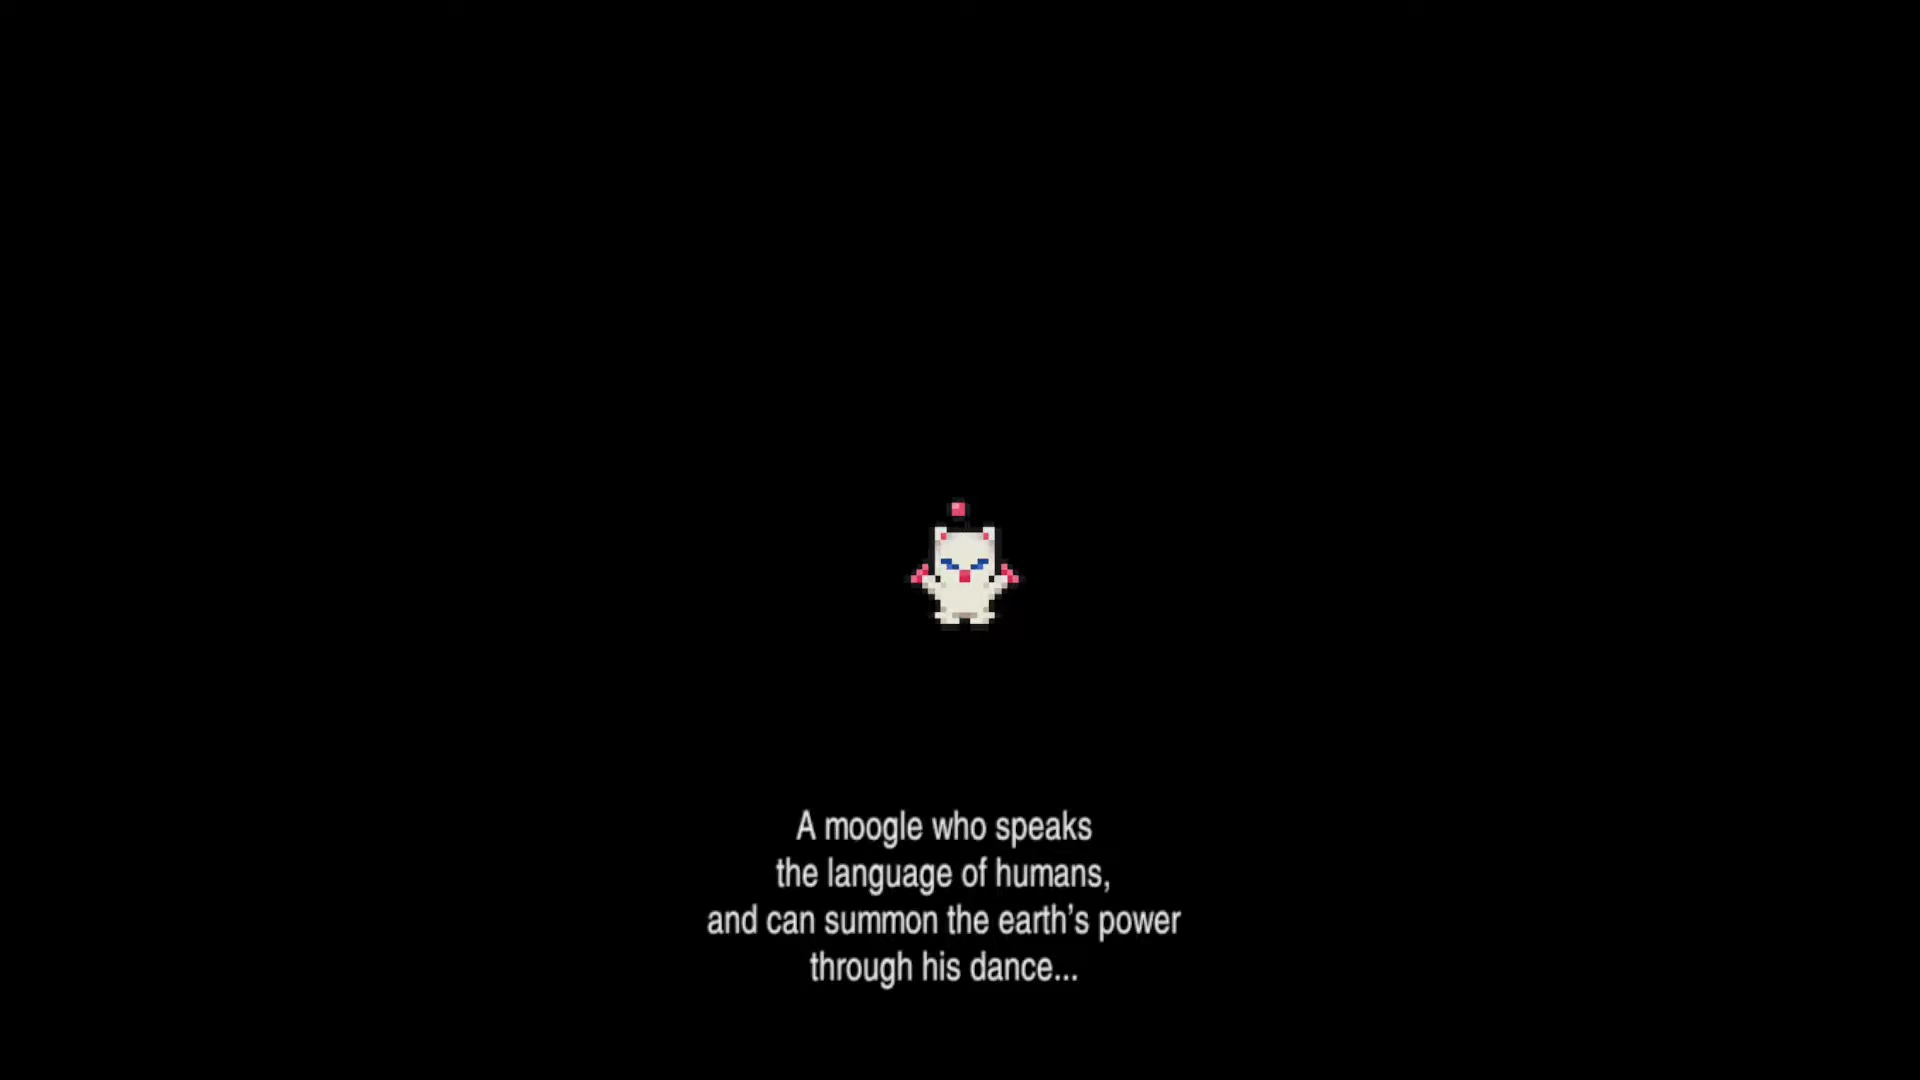 A moogle who speaks
the language of humans,
and can summon the earth's power
through his dance...